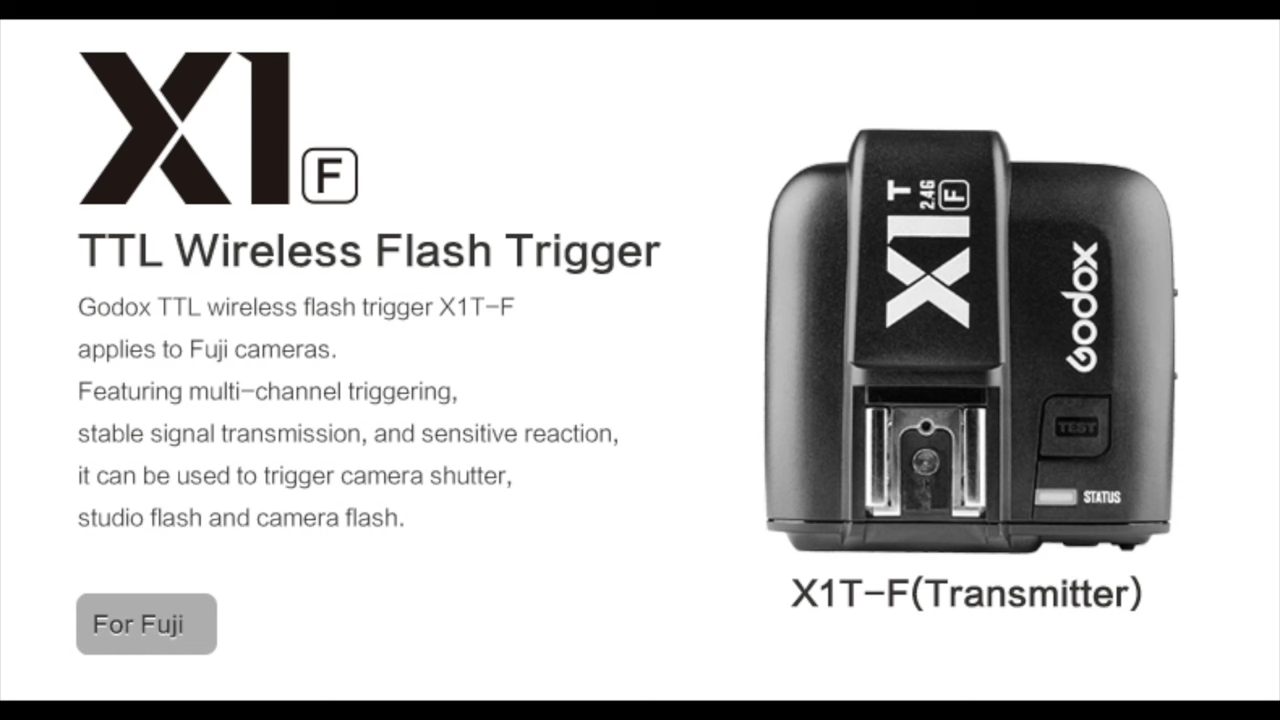 X1 F
TTL Wireless Flash Trigger
Godox TTL wireless flash trigger X1T-F
applies to Fuji cameras.
Featuring multi-channel triggering,
stable signal transmission, and sensitive reaction,
it can be used to trigger camera shutter,
studio flash and camera flash.
For Fuji
X1 T 2.4G F
Godox
TEST
STATUS
X1T-F(Transmitter)